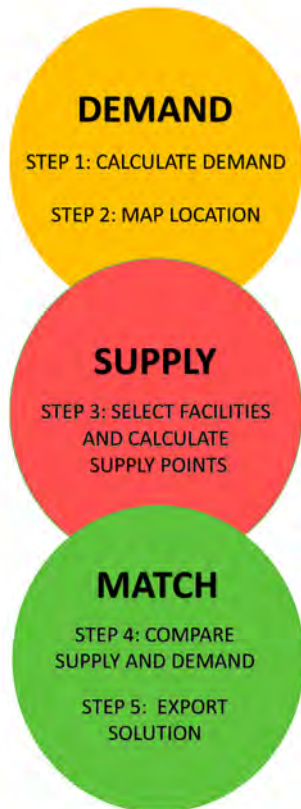 DEMAND
STEP 1: CALCULATE DEMAND
STEP 2: MAP LOCATION
SUPPLY
STEP 3: SELECT FACILITIES
AND CALCULATE
SUPPLY POINTS
MATCH
STEP 4: COMPARE
SUPPLY AND DEMAND
STEP 5: EXPORT
SOLUTION